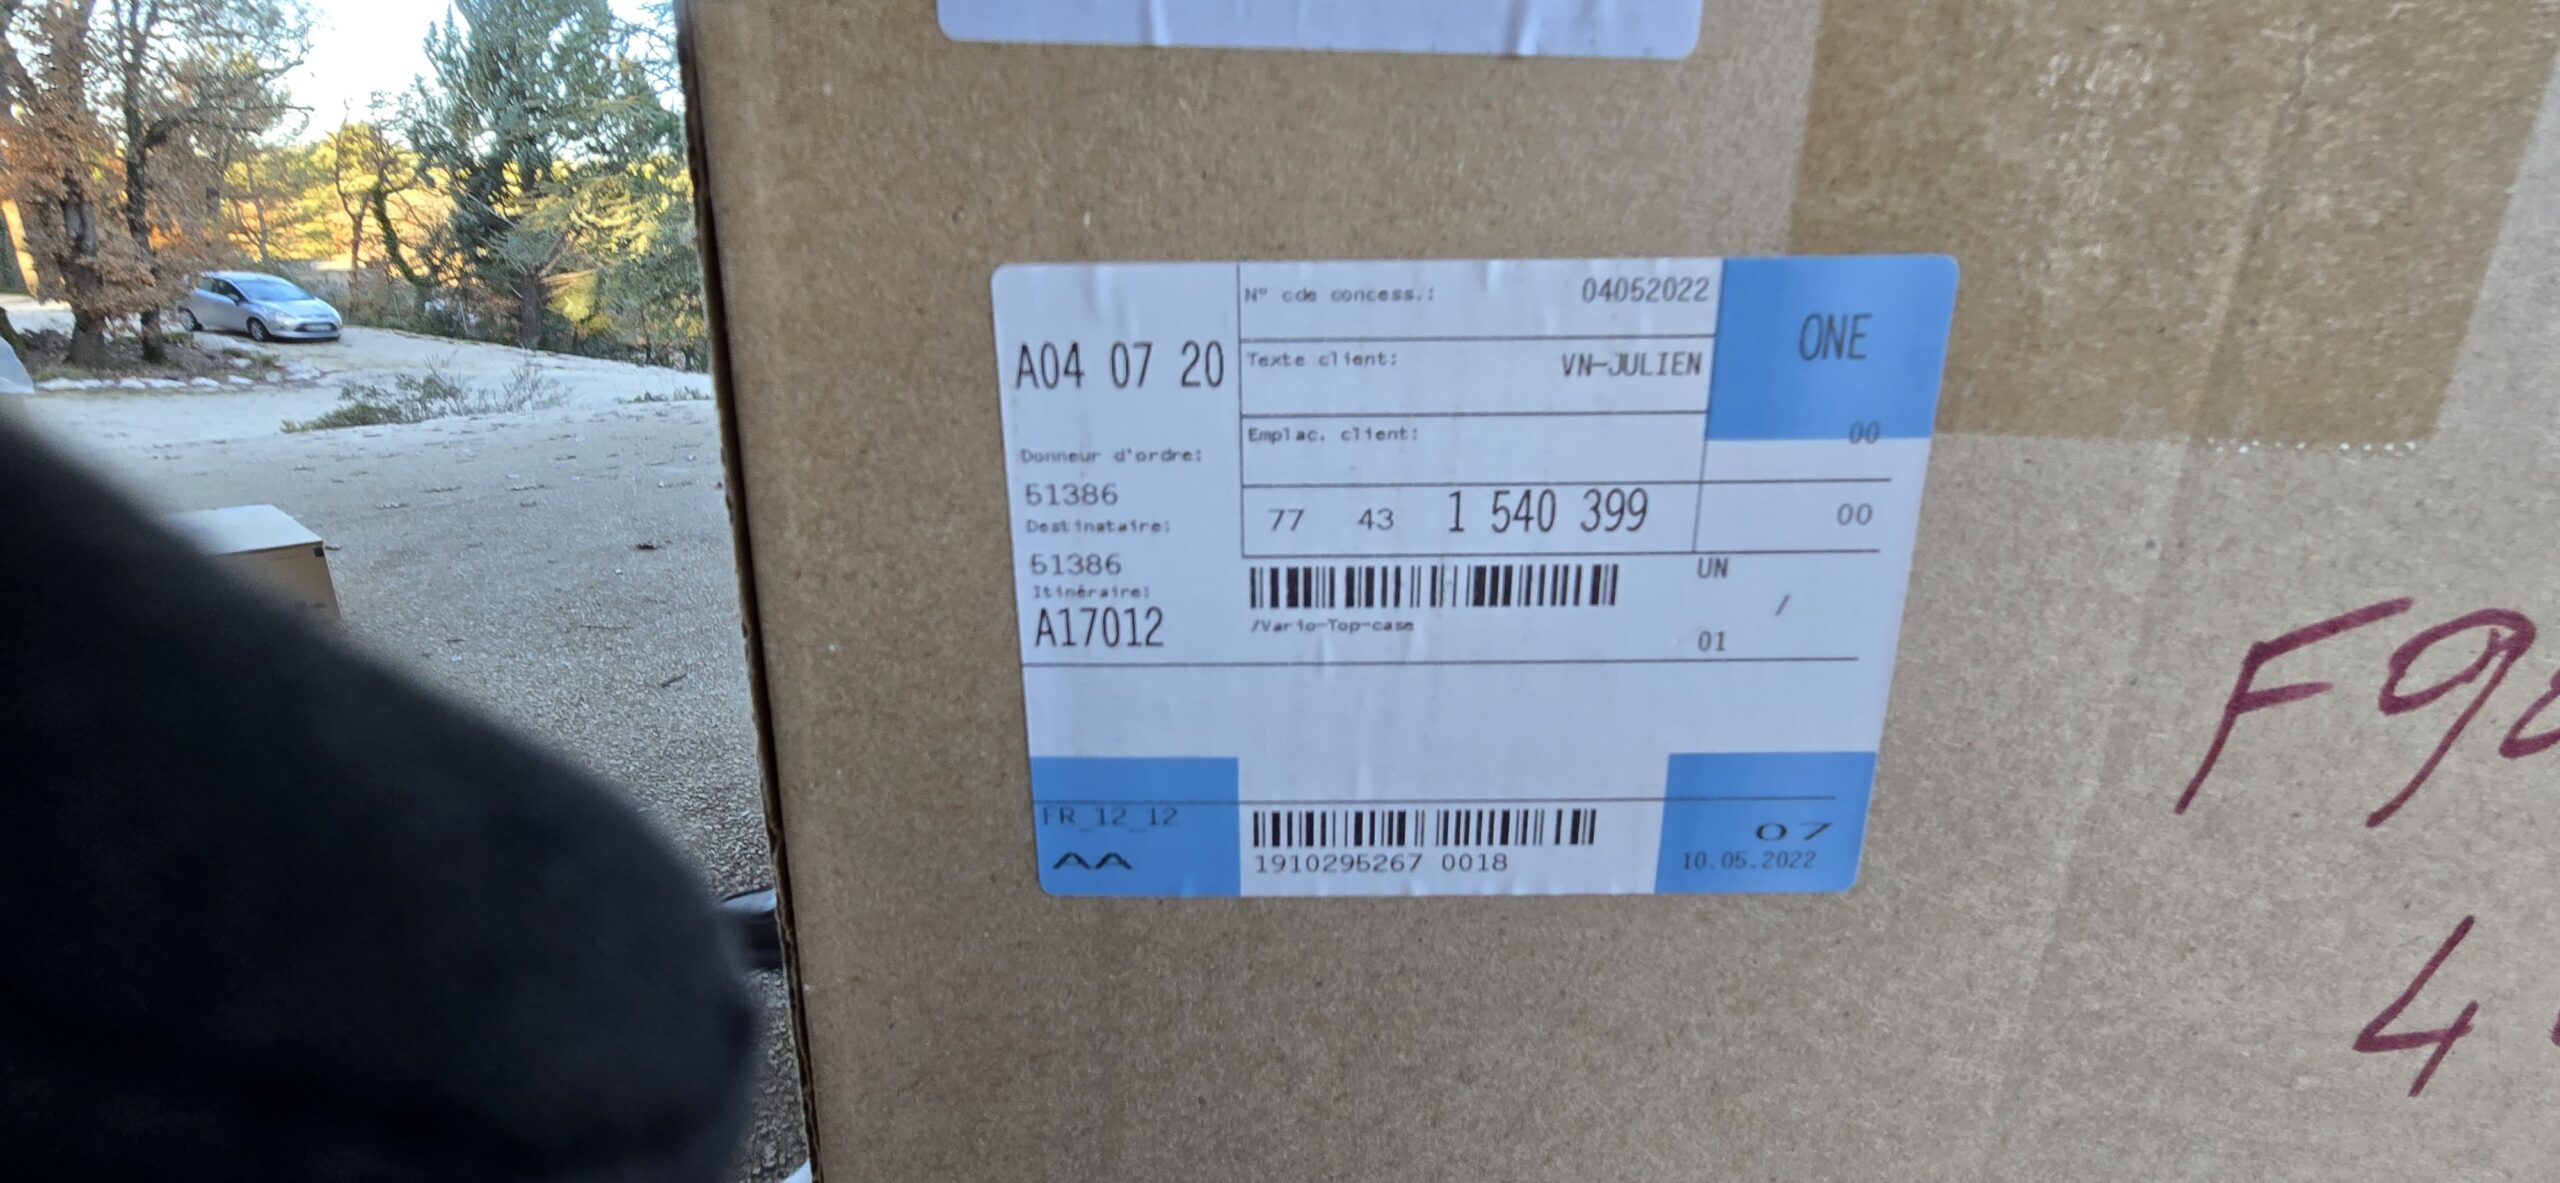 A04 07 20
Donneur d'ordre:
51386
Destinataire:
51386
Itinéraire:
A17012
N° cde concess.: 04052022
Texte client: VN-JULIEN
Emplac. client:
77 43 1 540 399
/Vario-Top-case
ONE
00
00
UN
/
01
FR_12_12
AA
1910295267 0018
07
10.05.2022
F9
4